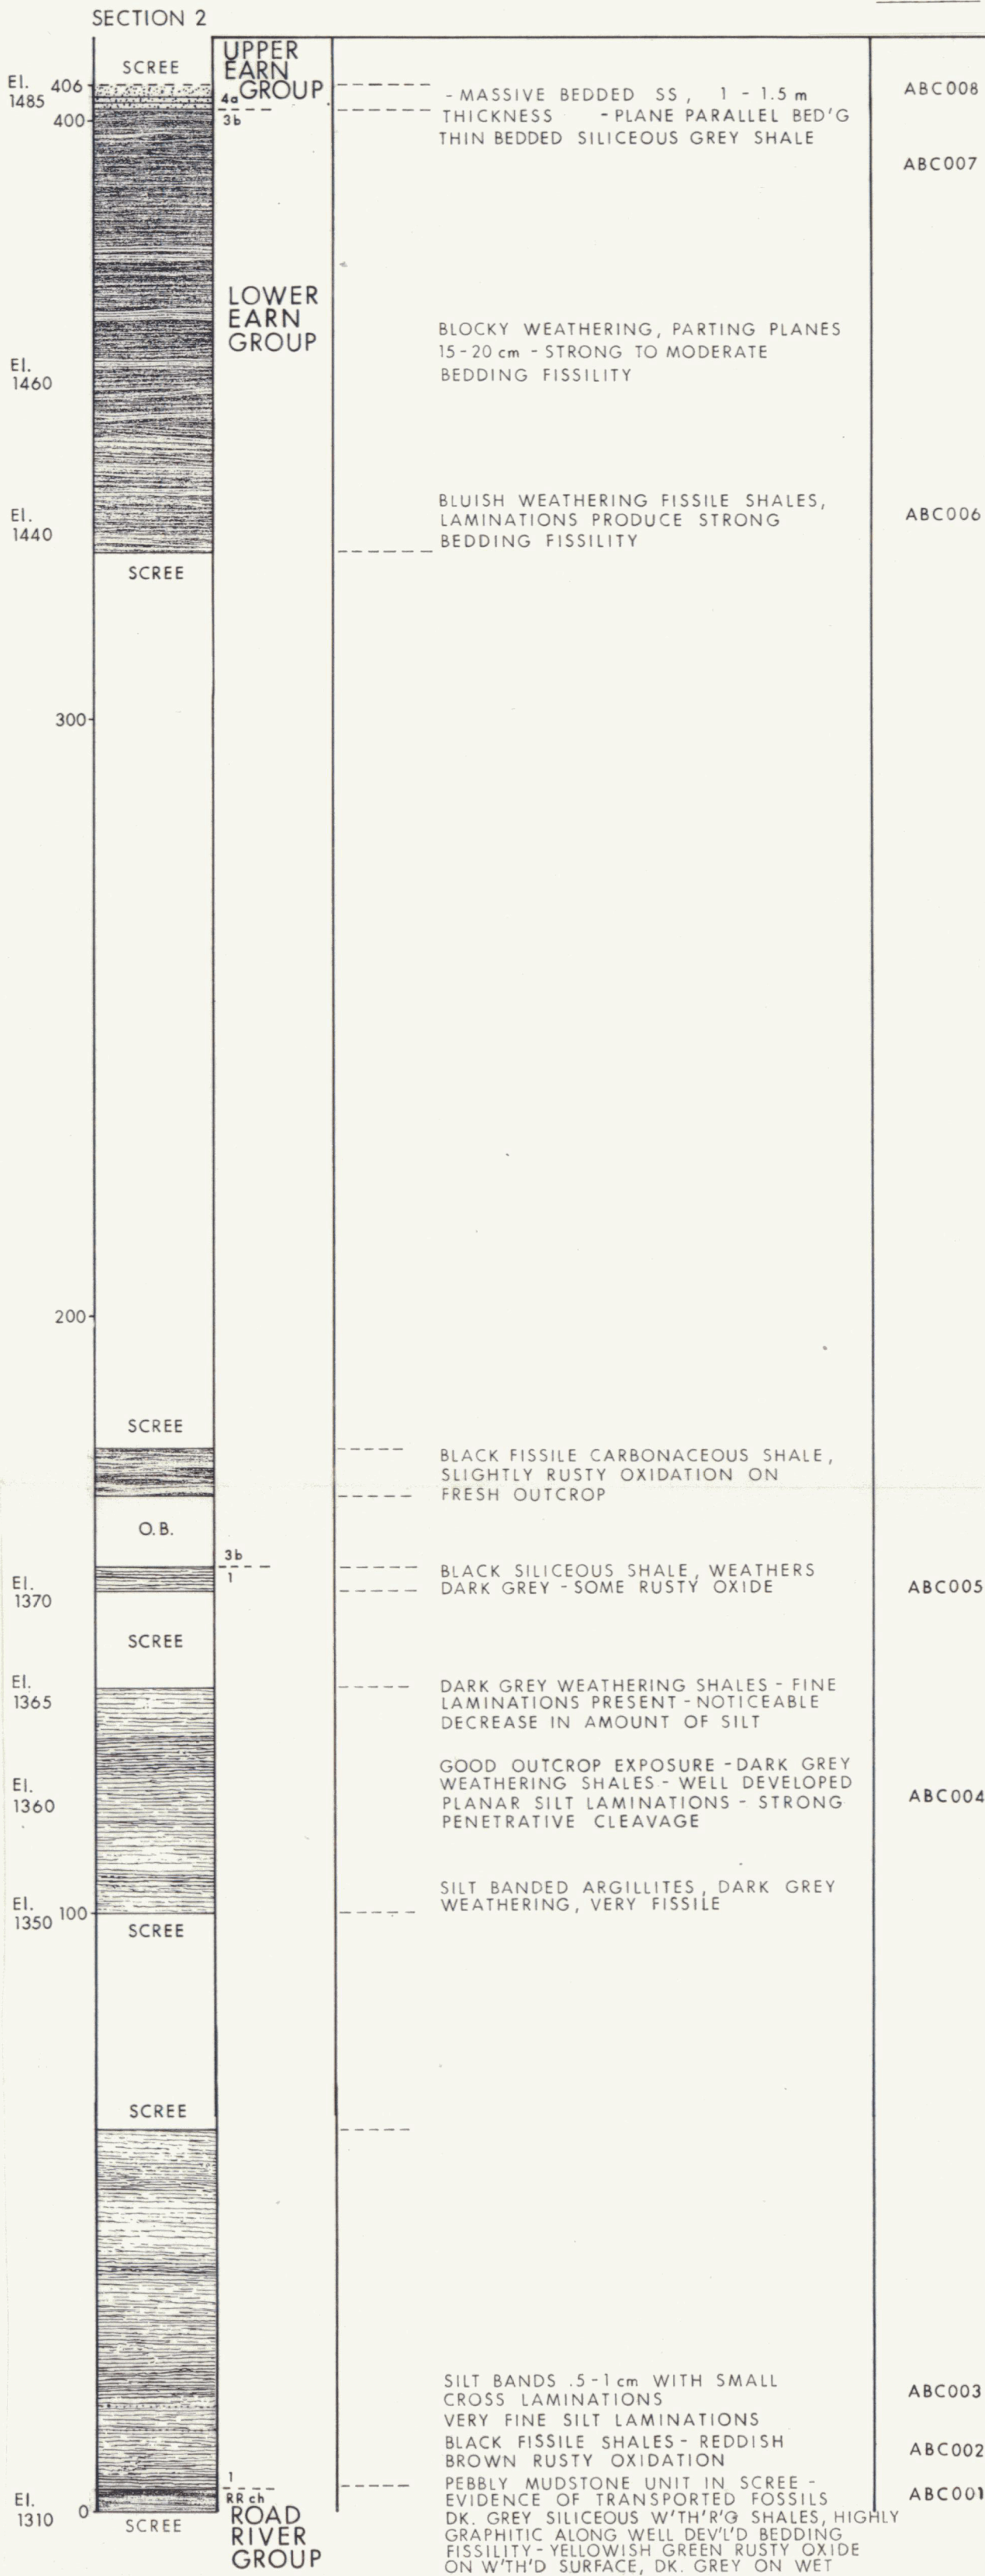 SECTION 2
SCREE
UPPER
EARN
GROUP
El.
1485
406
4a
- MASSIVE BEDDED SS, 1 - 1.5 m
ABC008
400
3b
THICKNESS - PLANE PARALLEL BED'G
THIN BEDDED SILICEOUS GREY SHALE
ABC007
LOWER
EARN
GROUP
BLOCKY WEATHERING, PARTING PLANES
15-20 cm - STRONG TO MODERATE
BEDDING FISSILITY
El.
1460
BLUISH WEATHERING FISSILE SHALES,
LAMINATIONS PRODUCE STRONG
BEDDING FISSILITY
ABC006
El.
1440
SCREE
300
200
SCREE
BLACK FISSILE CARBONACEOUS SHALE,
SLIGHTLY RUSTY OXIDATION ON
FRESH OUTCROP
O.B.
3b
1
BLACK SILICEOUS SHALE, WEATHERS
DARK GREY - SOME RUSTY OXIDE
ABC005
El.
1370
SCREE
El.
1365
DARK GREY WEATHERING SHALES - FINE
LAMINATIONS PRESENT - NOTICEABLE
DECREASE IN AMOUNT OF SILT
El.
1360
GOOD OUTCROP EXPOSURE - DARK GREY
WEATHERING SHALES - WELL DEVELOPED
PLANAR SILT LAMINATIONS - STRONG
PENETRATIVE CLEAVAGE
ABC004
SILT BANDED ARGILLITES, DARK GREY
WEATHERING, VERY FISSILE
El.
1350
100
SCREE
SCREE
SILT BANDS .5-1 cm WITH SMALL
CROSS LAMINATIONS
ABC003
VERY FINE SILT LAMINATIONS
BLACK FISSILE SHALES - REDDISH
BROWN RUSTY OXIDATION
ABC002
1
RR ch
PEBBLY MUDSTONE UNIT IN SCREE -
EVIDENCE OF TRANSPORTED FOSSILS
ABC001
El.
1310
0
SCREE
ROAD
RIVER
GROUP
DK. GREY SILICEOUS W'TH'R'G SHALES, HIGHLY
GRAPHITIC ALONG WELL DEV'L'D BEDDING
FISSILITY - YELLOWISH GREEN RUSTY OXIDE
ON W'TH'D SURFACE, DK. GREY ON WET